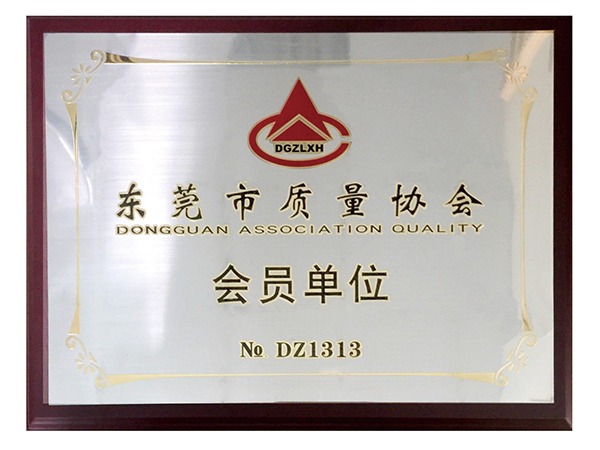 DGZLXH
东莞市质量协会
DONGGUAN ASSOCIATION QUALITY
会员单位
№ DZ1313